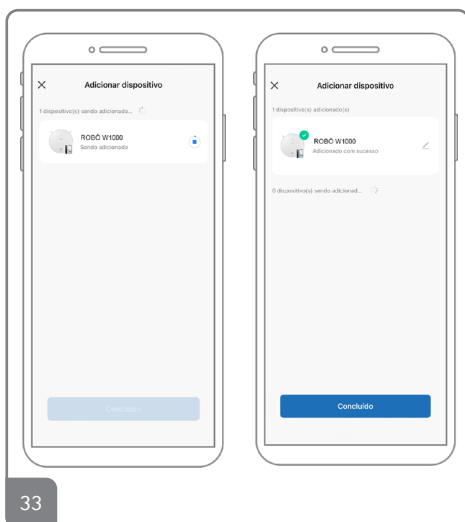 Adicionar dispositivo
1 dispositivo(s) sendo adicionado...
ROBÔ W1000
Sendo adicionado
Concluído
Adicionar dispositivo
1 dispositivo(s) adicionado(s)
ROBÔ W1000
Adicionado com sucesso
0 dispositivo(s) sendo adicionad...
Concluído
33